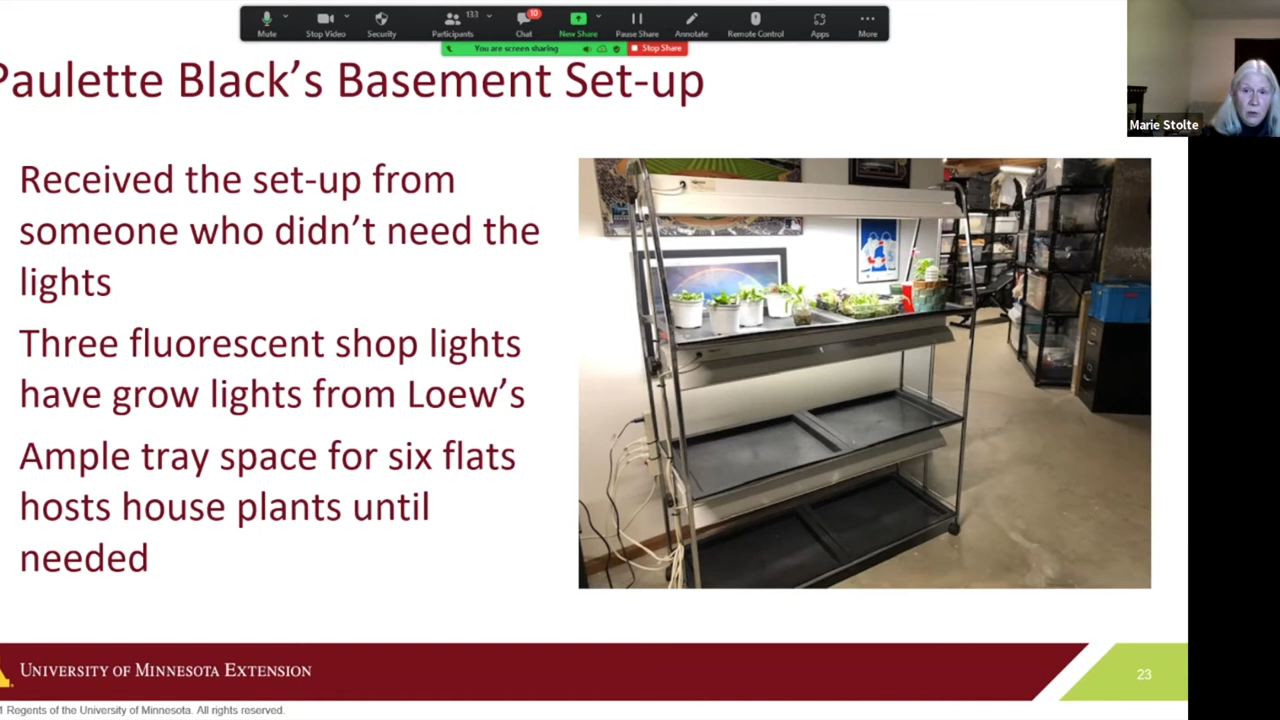 Mute
Stop Video
Security
Participants
133
Chat
10
New Share
Pause Share
Annotate
Remote Control
Apps
More
You are screen sharing
Stop Share
Paulette Black’s Basement Set-up
Marie Stolte
Received the set-up from
someone who didn’t need the
lights
Three fluorescent shop lights
have grow lights from Loew’s
Ample tray space for six flats
hosts house plants until
needed
UNIVERSITY OF MINNESOTA EXTENSION
23
Regents of the University of Minnesota. All rights reserved.